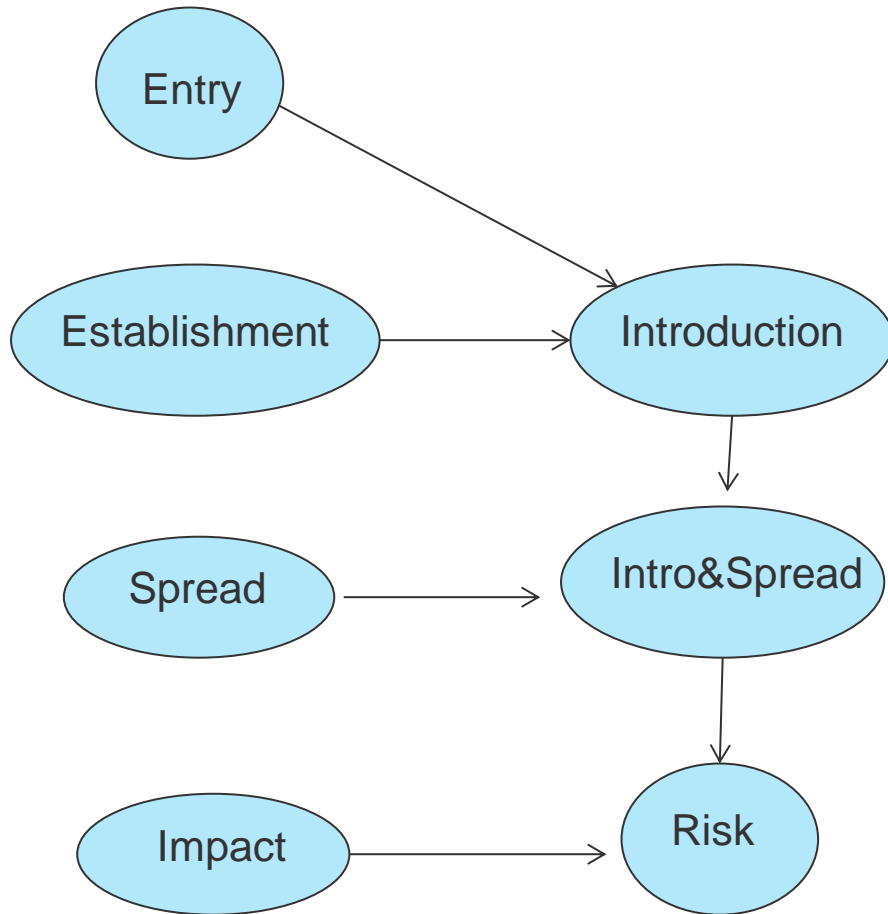 Entry
Establishment
Introduction
Spread
Intro&Spread
Impact
Risk